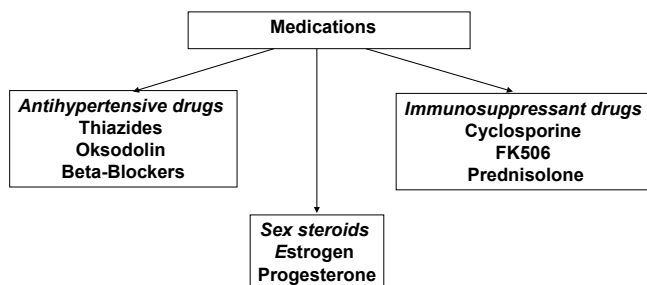 Medications
Antihypertensive drugs
Thiazides
Oksodolin
Beta-Blockers
Immunosuppressant drugs
Cyclosporine
FK506
Prednisolone
Sex steroids
Estrogen
Progesterone